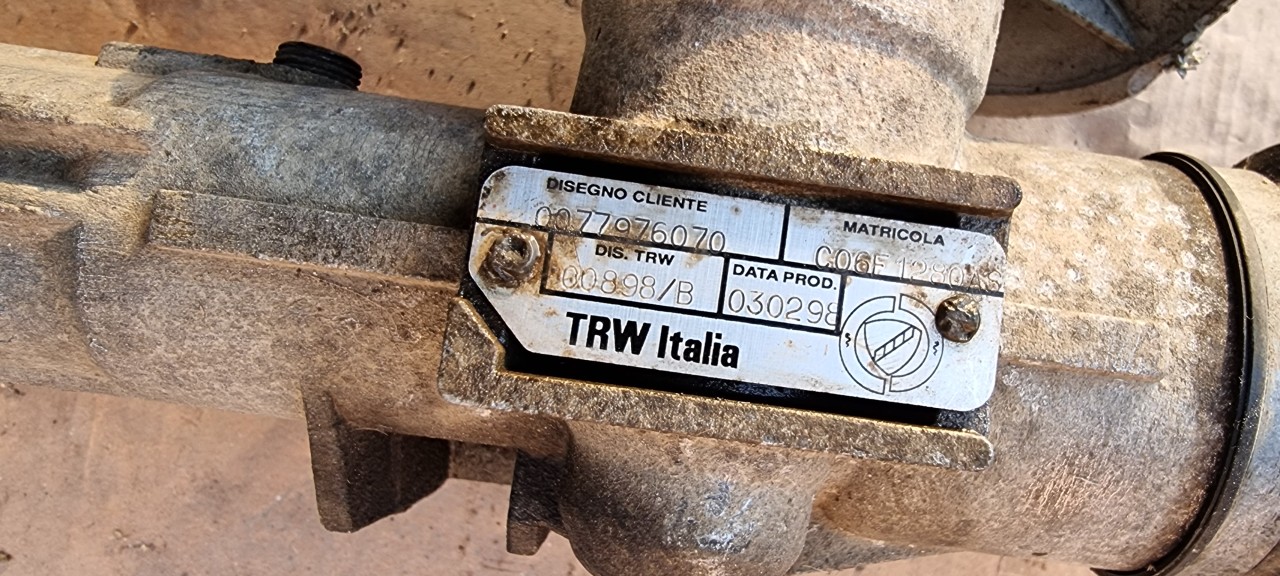 DISEGNO CLIENTE
0077976070
MATRICOLA
DIS. TRW
00898/B
DATA PROD.
030298
TRW Italia